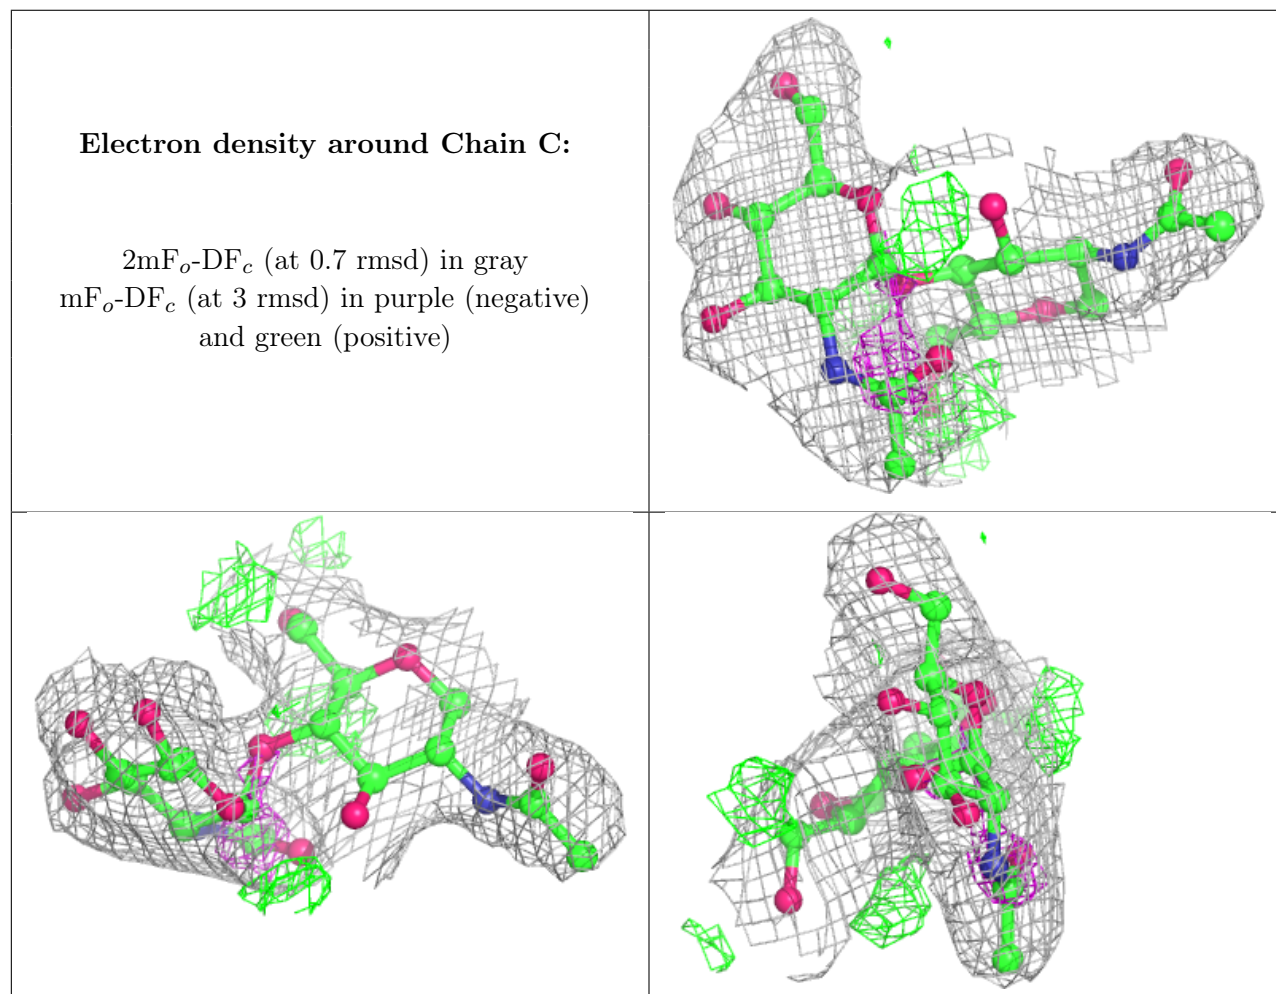 Electron density around Chain C:
2mFo-DFc (at 0.7 rmsd) in gray
mFo-DFc (at 3 rmsd) in purple (negative)
and green (positive)